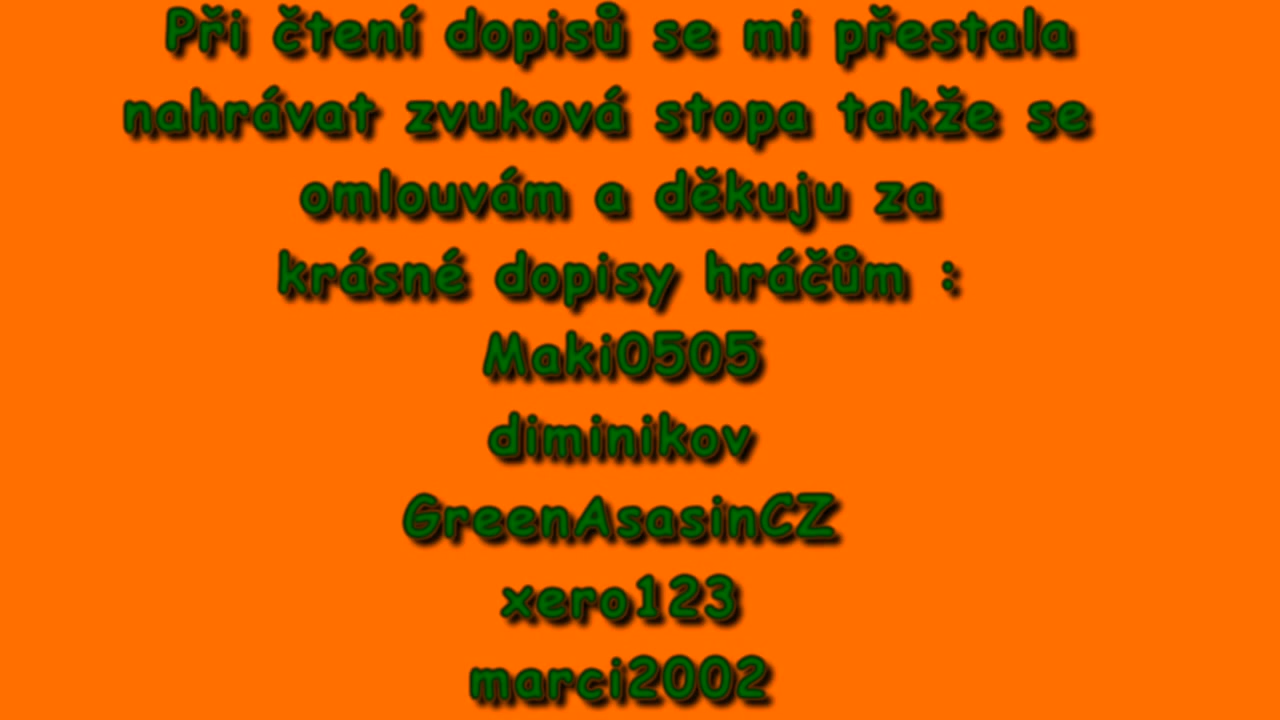 Při čtení dopisů se mi přestala
nahrávat zvuková stopa takže se
omlouvám a děkuju za
krásné dopisy hráčům :
Maki0505
diminikov
GreenAsasinCZ
xero123
marci2002